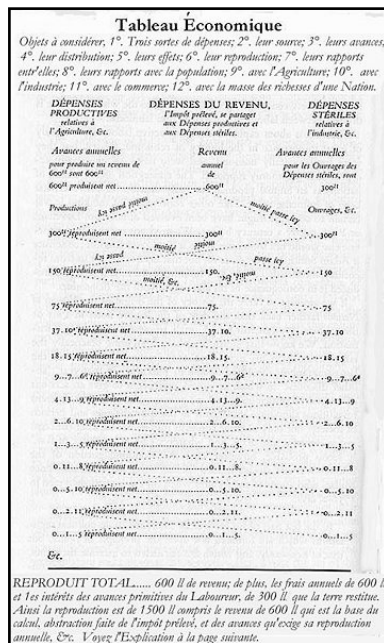 Tableau Économique
Objets à considérer, 1°. Trois sortes de dépenses; 2°. leur source; 3°. leurs avances;
4°. leur distribution; 5°. leurs effets; 6°. leur reproduction; 7°. leurs rapports
entr'elles; 8°. leurs rapports avec la population; 9°. avec l'Agriculture; 10°. avec
l'industrie; 11°. avec le commerce; 12°. avec la masse des richesses d'une Nation.
DÉPENSES PRODUCTIVES relatives à l'Agriculture, &c.
DÉPENSES DU REVENU, l'Impôt prélevé, se partagent aux Dépenses productives et aux Dépenses stériles.
DÉPENSES STÉRILES relatives à l'industrie, &c.
Avances annuelles Revenu Avances annuelles
pour produire un revenu de 600ll sont 600ll
annuel de
pour les Ouvrages des Dépenses stériles, sont
600ll produisent net 600ll 300ll
Productions moitié passe icy moitié passe icy Ouvrages, &c.
300ll reproduisent net 300ll 300ll
moitié passe icy moitié passe icy
150 reproduisent net 150. 150
moitié, &c. moitié, &c.
75 reproduisent net 75. 75
37.10 reproduisent net 37.10. 37.10
18.15 reproduisent net 18.15. 18.15
9...7...6d reproduisent net 9...7...6d 9...7...6d
4.13...9 reproduisent net 4.13...9. 4.13...9
2...6.10 reproduisent net 2...6.10. 2...6.10
1...3...5 reproduisent net 1...3...5. 1...3...5
0.11...8 reproduisent net 0.11...8. 0.11...8
0...5.10 reproduisent net 0...5.10. 0...5.10
0...2.11 reproduisent net 0...2.11. 0...2.11
0...1...5 reproduisent net 0...1...5. 0...1...5
&c.
REPRODUIT TOTAL..... 600 ll de revenu; de plus, les frais annuels de 600 ll
et les intérêts des avances primitives du Laboureur, de 300 ll que la terre restitue.
Ainsi la reproduction est de 1500 ll compris le revenu de 600 ll qui est la base du
calcul, abstraction faite de l'impôt prélevé, et des avances qu'exige sa reproduction
annuelle, &c. Voyez l'Explication à la page suivante.